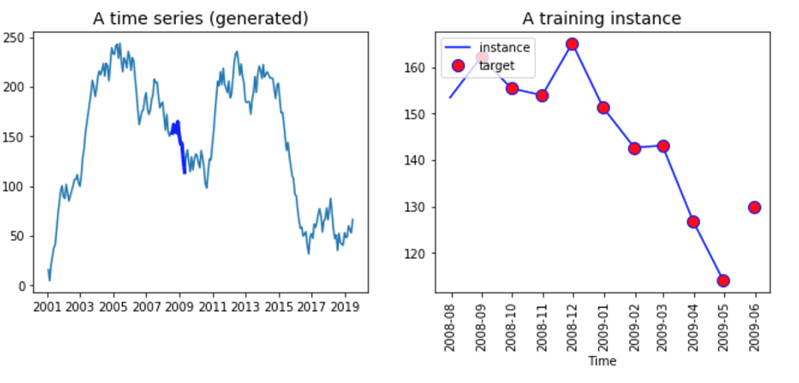 A time series (generated)
250
200
150
100
50
0
2001 2003 2005 2007 2009 2011 2013 2015 2017 2019
A training instance
instance
target
160
150
140
130
120
2008-08 2008-09 2008-10 2008-11 2008-12 2009-01 2009-02 2009-03 2009-04 2009-05 2009-06
Time